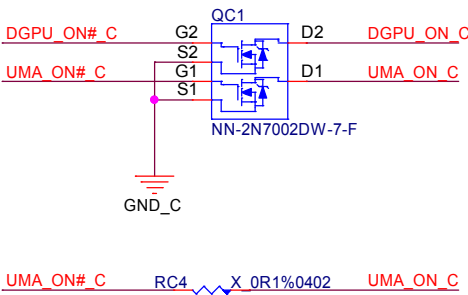 QC1
DGPU_ON#_C G2 D2 DGPU_ON_C
S2
UMA_ON#_C G1 D1 UMA_ON_C
S1
NN-2N7002DW-7-F
GND_C
UMA_ON#_C RC4 X_0R1%0402 UMA_ON_C